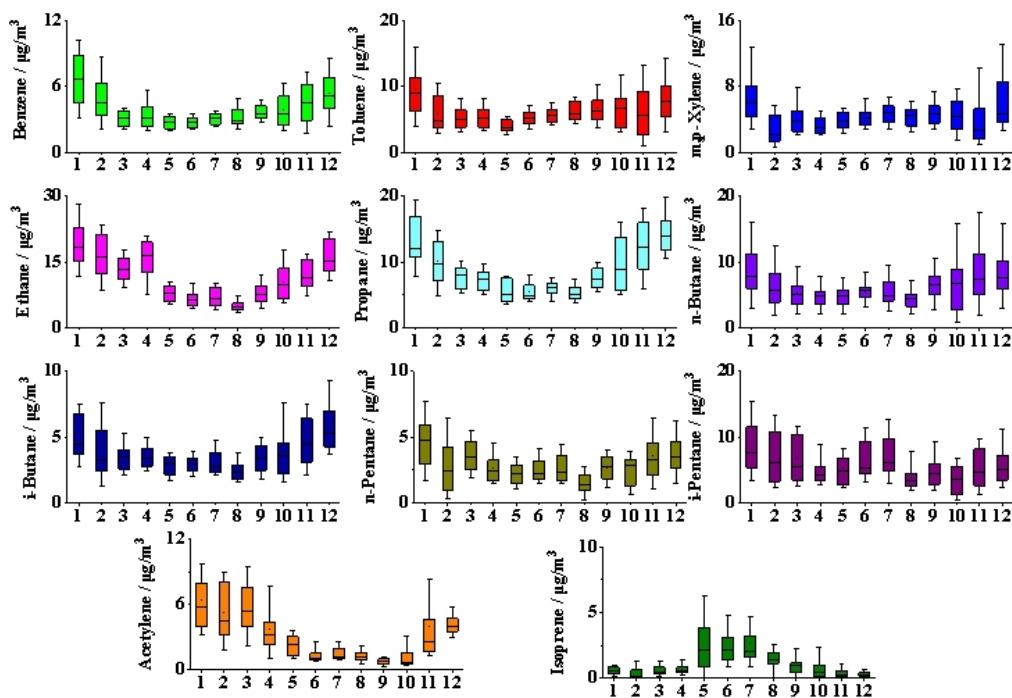 12
6
0
Benzene / μg/m³
1 2 3 4 5 6 7 8 9 10 11 12
20
10
0
Toluene / μg/m³
1 2 3 4 5 6 7 8 9 10 11 12
16
8
0
m,p- Xylene / μg/m³
1 2 3 4 5 6 7 8 9 10 11 12
30
15
0
Ethane / μg/m³
1 2 3 4 5 6 7 8 9 10 11 12
20
10
0
Propane / μg/m³
1 2 3 4 5 6 7 8 9 10 11 12
20
10
0
n-Butane / μg/m³
1 2 3 4 5 6 7 8 9 10 11 12
10
5
0
i-Butane / μg/m³
1 2 3 4 5 6 7 8 9 10 11 12
10
5
0
n-Pentane / μg/m³
1 2 3 4 5 6 7 8 9 10 11 12
20
10
0
i-Pentane / μg/m³
1 2 3 4 5 6 7 8 9 10 11 12
12
6
0
Acetylene / μg/m³
1 2 3 4 5 6 7 8 9 10 11 12
10
5
0
Isoprene / μg/m³
1 2 3 4 5 6 7 8 9 10 11 12